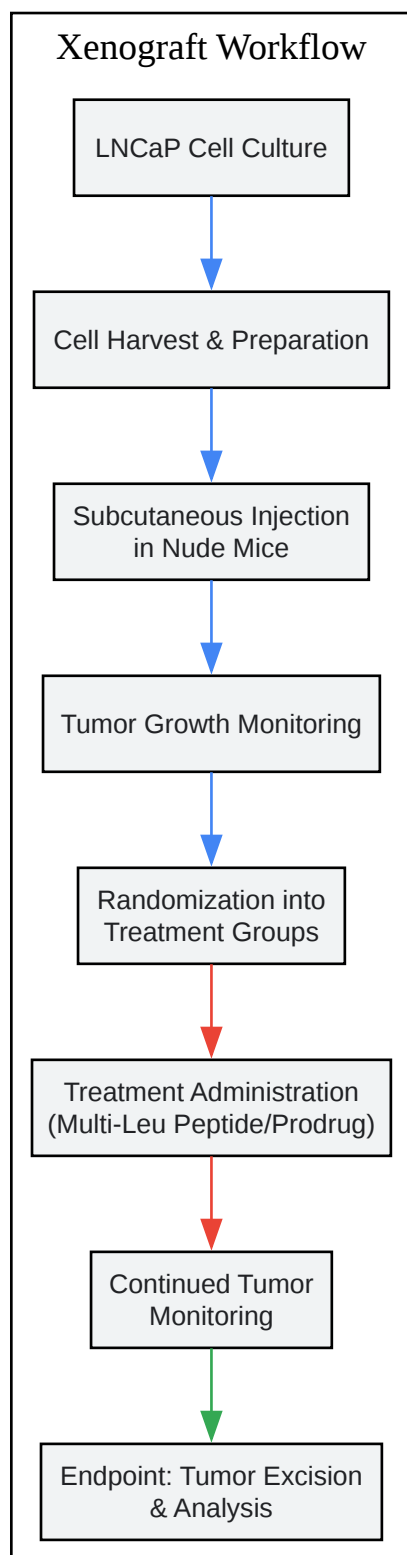 Xenograft Workflow
LNCaP Cell Culture
Cell Harvest & Preparation
Subcutaneous Injection
in Nude Mice
Tumor Growth Monitoring
Randomization into
Treatment Groups
Treatment Administration
(Multi-Leu Peptide/Prodrug)
Continued Tumor
Monitoring
Endpoint: Tumor Excision
& Analysis